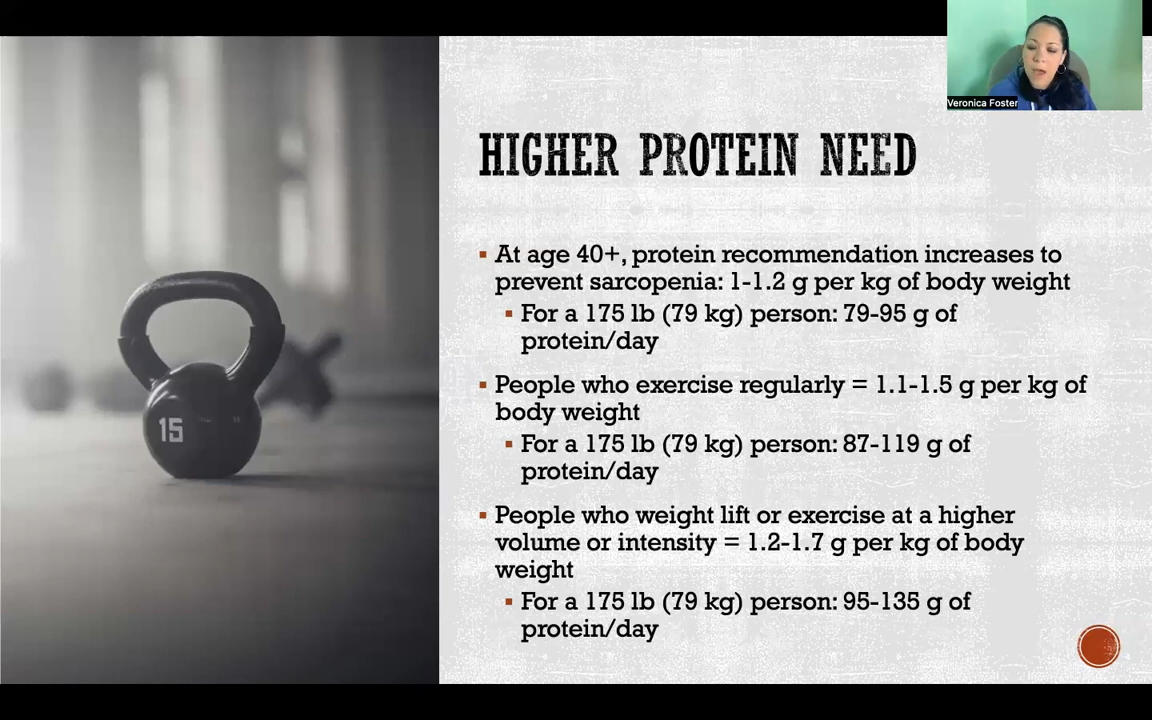 Veronica Foster
HIGHER PROTEIN NEED
At age 40+, protein recommendation increases to
prevent sarcopenia: 1-1.2 g per kg of body weight
For a 175 lb (79 kg) person: 79-95 g of
protein/day
People who exercise regularly = 1.1-1.5 g per kg of
body weight
For a 175 lb (79 kg) person: 87-119 g of
protein/day
People who weight lift or exercise at a higher
volume or intensity = 1.2-1.7 g per kg of body
weight
For a 175 lb (79 kg) person: 95-135 g of
protein/day
15